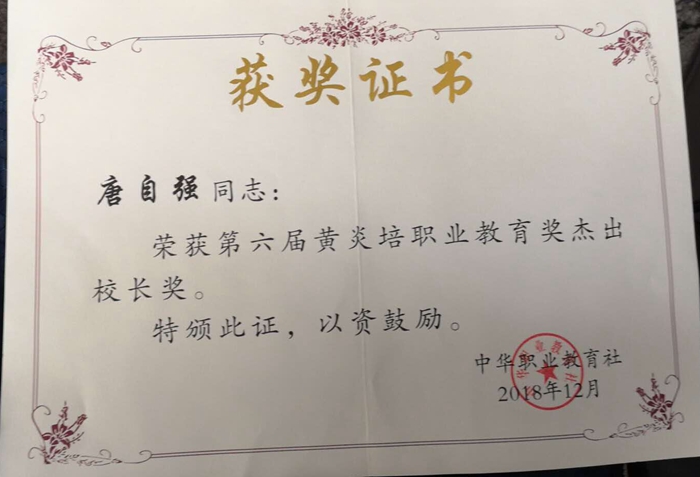 获奖证书
唐自强同志：
荣获第六届黄炎培职业教育奖杰出
校长奖。
特颁此证，以资鼓励。
中华职业教育社
2018年12月